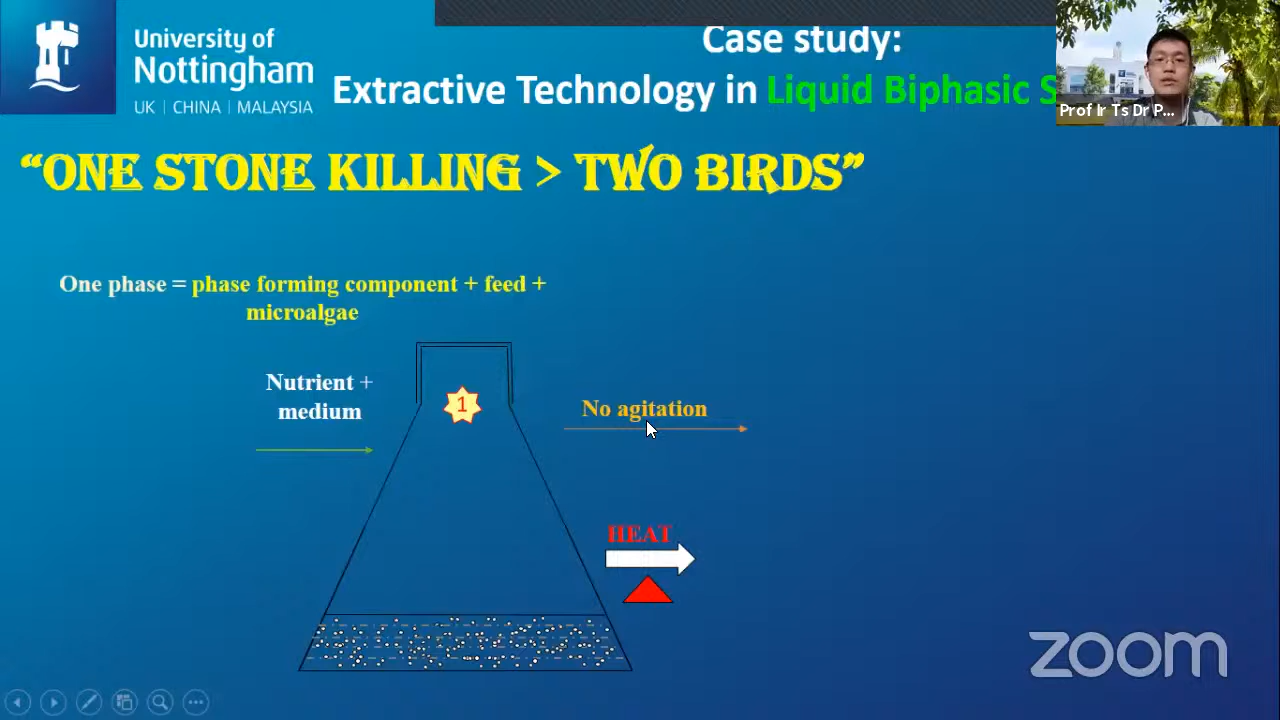 University of
Nottingham
UK | CHINA | MALAYSIA
Case study:
Extractive Technology in Liquid Biphasic S
Prof Ir Ts Dr P...
“ONE STONE KILLING > TWO BIRDS”
One phase = phase forming component + feed +
microalgae
Nutrient +
medium
1
No agitation
HEAT
zoom